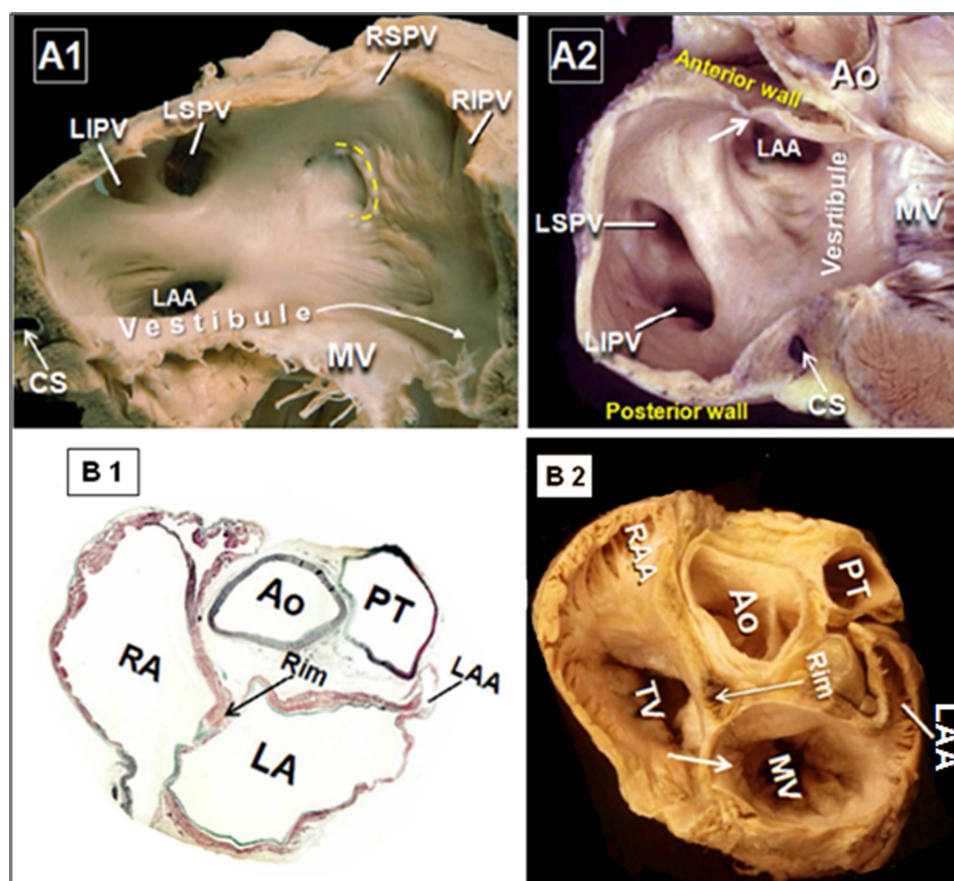 A1
RSPV
LSPV
LIPV
RIPV
LAA
Vestibule
MV
CS
A2
Ao
Anterior wall
LAA
LSPV
Vesrtibule
MV
LIPV
CS
Posterior wall
B 1
Ao
PT
RA
Rim
LAA
LA
B 2
RAA
PT
Ao
Rim
TV
LAA
MV